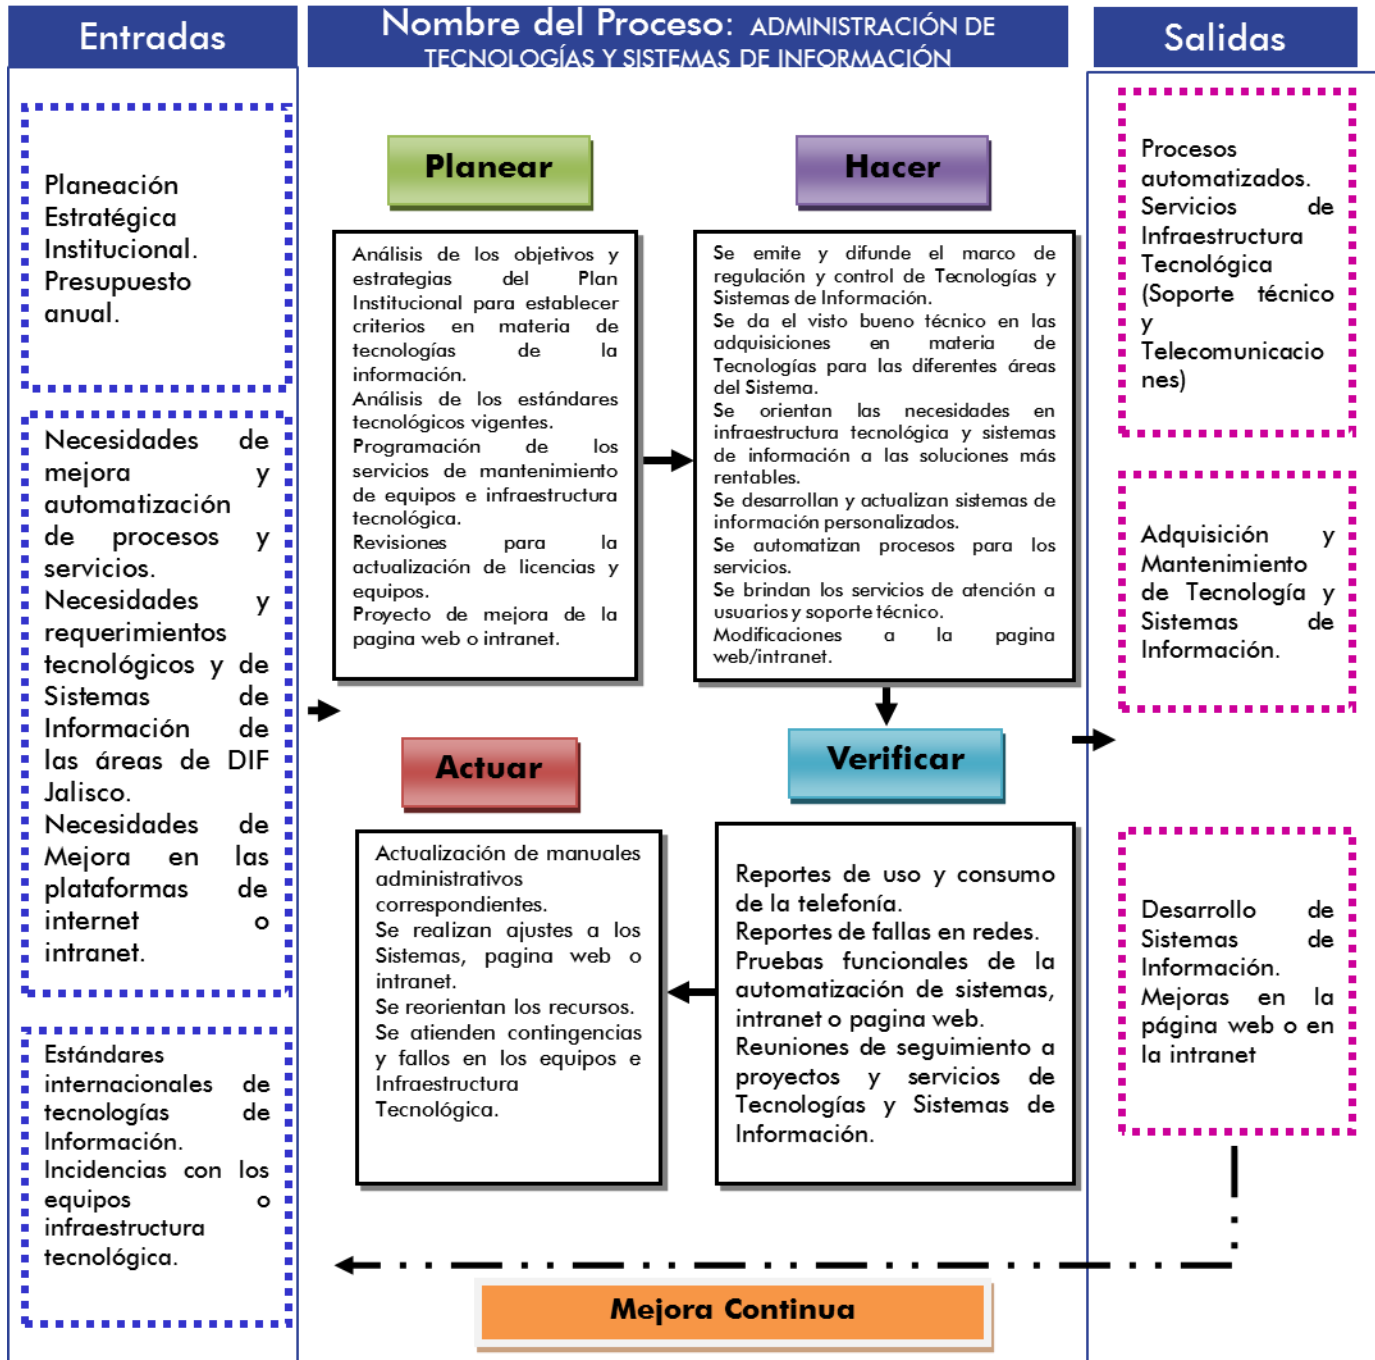 Entradas
Planeación
Estratégica
Institucional.
Presupuesto
anual.
Necesidades de
mejora y
automatización
de procesos y
servicios.
Necesidades y
requerimientos
tecnológicos y de
Sistemas de
Información de
las áreas de DIF
Jalisco.
Necesidades de
Mejora en las
plataformas de
internet o
intranet.
Estándares
internacionales de
tecnologías de
Información.
Incidencias con los
equipos o
infraestructura
tecnológica.
Nombre del Proceso: ADMINISTRACIÓN DE
TECNOLOGÍAS Y SISTEMAS DE INFORMACIÓN
Planear
Análisis de los objetivos y
estrategias del Plan
Institucional para establecer
criterios en materia de
tecnologías de la
información.
Análisis de los estándares
tecnológicos vigentes.
Programación de los
servicios de mantenimiento
de equipos e infraestructura
tecnológica.
Revisiones para la
actualización de licencias y
equipos.
Proyecto de mejora de la
pagina web o intranet.
Hacer
Se emite y difunde el marco de
regulación y control de Tecnologías y
Sistemas de Información.
Se da el visto bueno técnico en las
adquisiciones en materia de
Tecnologías para las diferentes áreas
del Sistema.
Se orientan las necesidades en
infraestructura tecnológica y sistemas
de información a las soluciones más
rentables.
Se desarrollan y actualizan sistemas de
información personalizados.
Se automatizan procesos para los
servicios.
Se brindan los servicios de atención a
usuarios y soporte técnico.
Modificaciones a la pagina
web/intranet.
Actuar
Actualización de manuales
administrativos
correspondientes.
Se realizan ajustes a los
Sistemas, pagina web o
intranet.
Se reorientan los recursos.
Se atienden contingencias
y fallos en los equipos e
Infraestructura
Tecnológica.
Verificar
Reportes de uso y consumo
de la telefonía.
Reportes de fallas en redes.
Pruebas funcionales de la
automatización de sistemas,
intranet o pagina web.
Reuniones de seguimiento a
proyectos y servicios de
Tecnologías y Sistemas de
Información.
Mejora Continua
Salidas
Procesos
automatizados.
Servicios de
Infraestructura
Tecnológica
(Soporte técnico
y
Telecomunicacio
nes)
Adquisición y
Mantenimiento
de Tecnología y
Sistemas de
Información.
Desarrollo de
Sistemas de
Información.
Mejoras en la
página web o en
la intranet